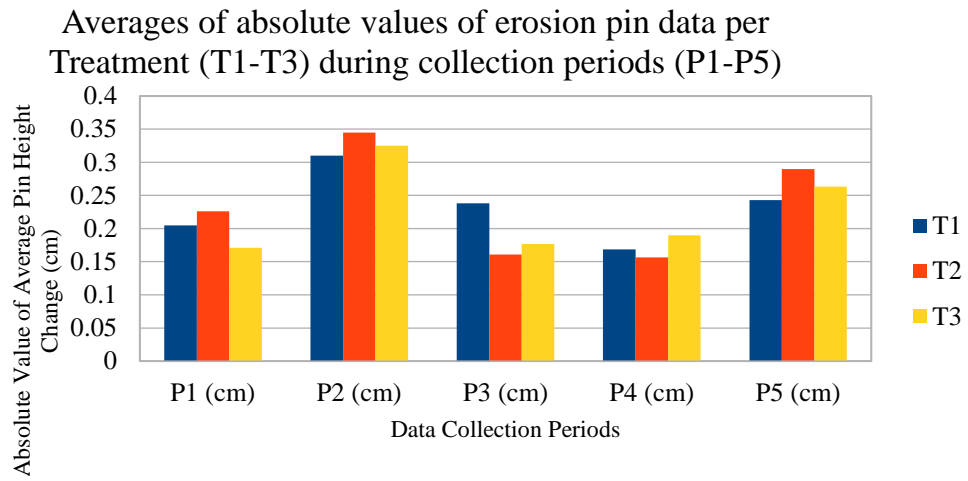 Averages of absolute values of erosion pin data per
Treatment (T1-T3) during collection periods (P1-P5)
Absolute Value of Average Pin Height
Change (cm)
0.4
0.35
0.3
0.25
0.2
0.15
0.1
0.05
0
P1 (cm) P2 (cm) P3 (cm) P4 (cm) P5 (cm)
Data Collection Periods
T1
T2
T3